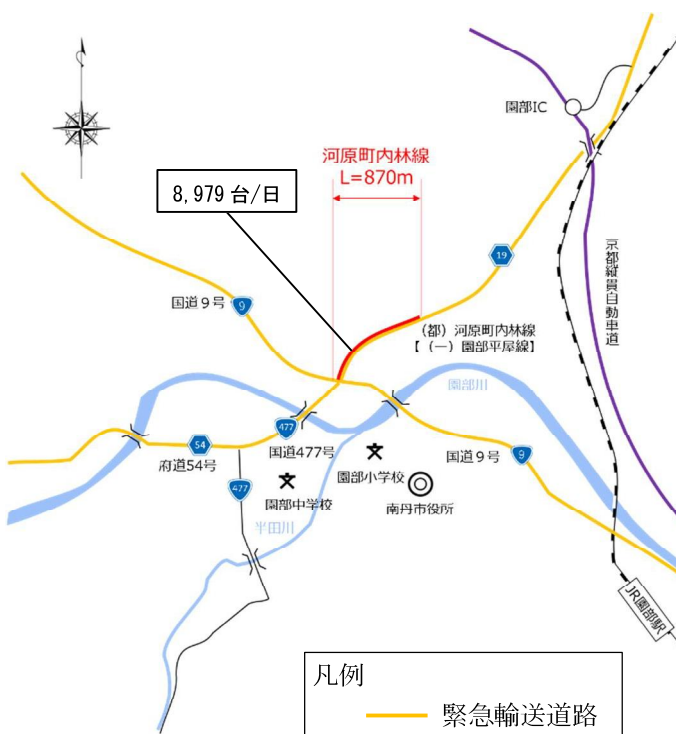 園部IC
河原町内林線
L=870m
8,979 台/日
19
京都縦貫自動車道
国道9号
9
(都) 河原町内林線
【(一) 園部平屋線】
園部川
477
国道477号
54
府道54号
園部小学校
国道9号
9
477
園部中学校
南丹市役所
半田川
JR園部駅
凡例
緊急輸送道路